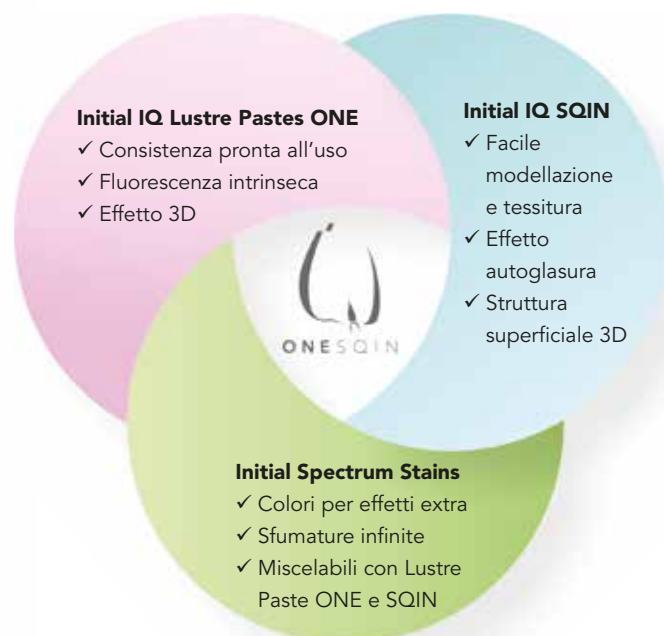 Initial IQ Lustre Pastes ONE
✓ Consistenza pronta all'uso
✓ Fluorescenza intrinseca
✓ Effetto 3D
Initial IQ SQIN
✓ Facile
modellazione
e tessitura
✓ Effetto
autoglasura
✓ Struttura
superficiale 3D
ONESQIN
Initial Spectrum Stains
✓ Colori per effetti extra
✓ Sfumature infinite
✓ Miscelabili con Lustre
Paste ONE e SQIN